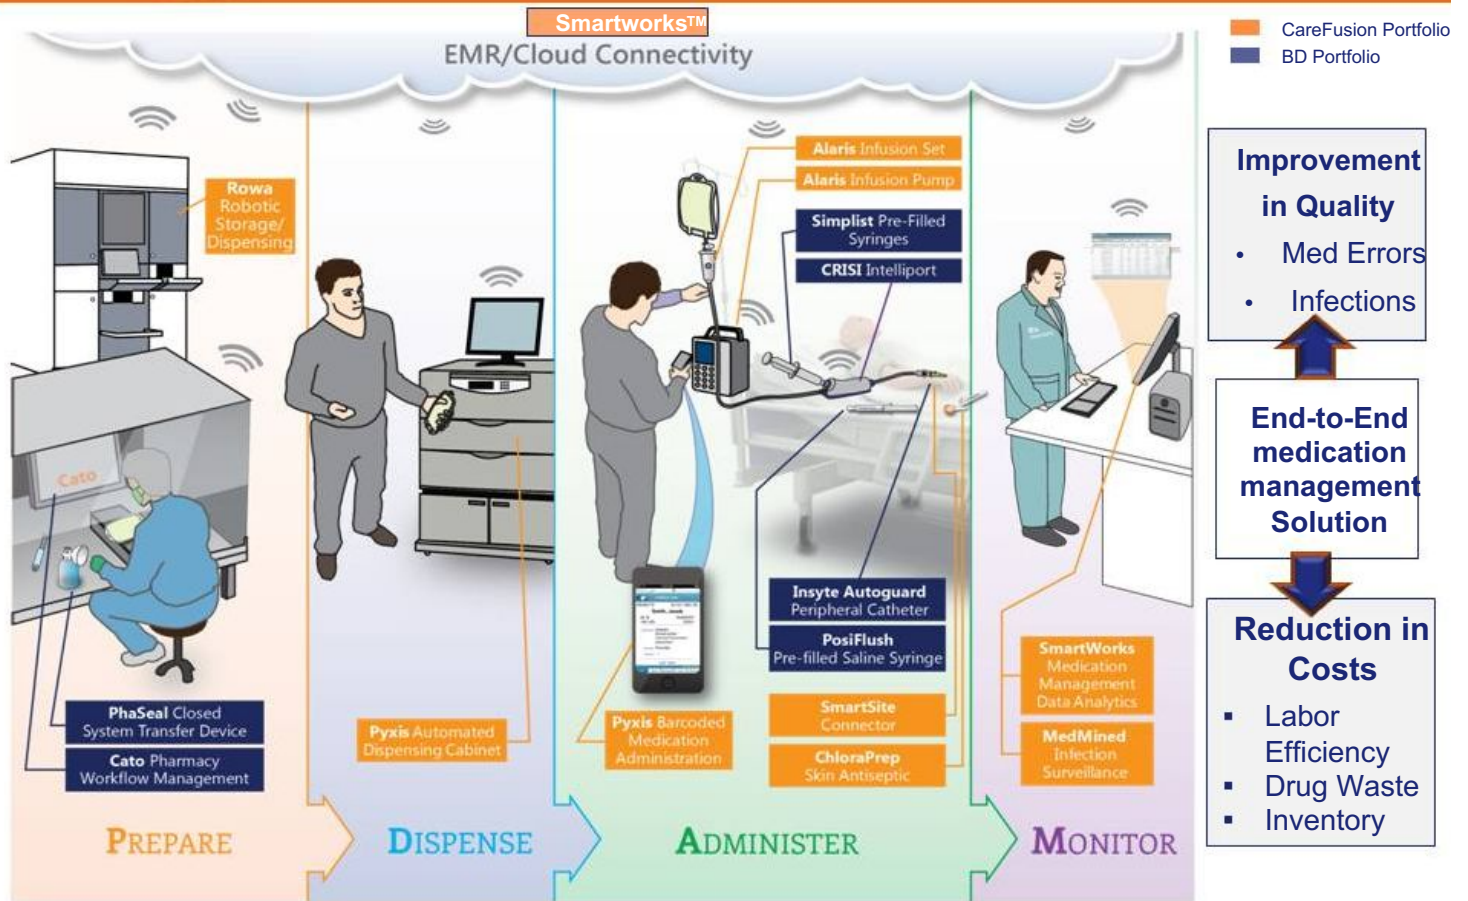 Smartworks™
EMR/Cloud Connectivity
CareFusion Portfolio
BD Portfolio
Rowa
Robotic
Storage/
Dispensing
Cato
PhaSeal Closed
System Transfer Device
Cato Pharmacy
Workflow Management
PREPARE
Pyxis Automated
Dispensing Cabinet
DISPENSE
Alaris Infusion Set
Alaris Infusion Pump
Simplist Pre-Filled
Syringes
CRISI Intelliport
Insyte Autoguard
Peripheral Catheter
PosiFlush
Pre-filled Saline Syringe
Pyxis Barcoded
Medication
Administration
SmartSite
Connector
ChloraPrep
Skin Antiseptic
ADMINISTER
SmartWorks
Medication
Management
Data Analytics
MedMined
Infection
Surveillance
MONITOR
Improvement
in Quality
• Med Errors
• Infections
End-to-End
medication
management
Solution
Reduction in
Costs
▪ Labor
Efficiency
▪ Drug Waste
▪ Inventory